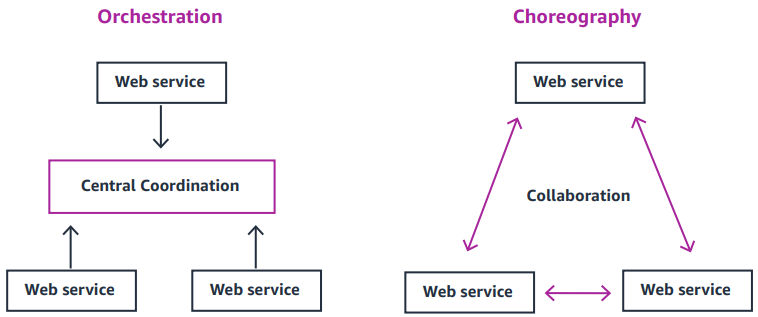 Orchestration
Web service
Central Coordination
Web service
Web service
Choreography
Web service
Collaboration
Web service
Web service